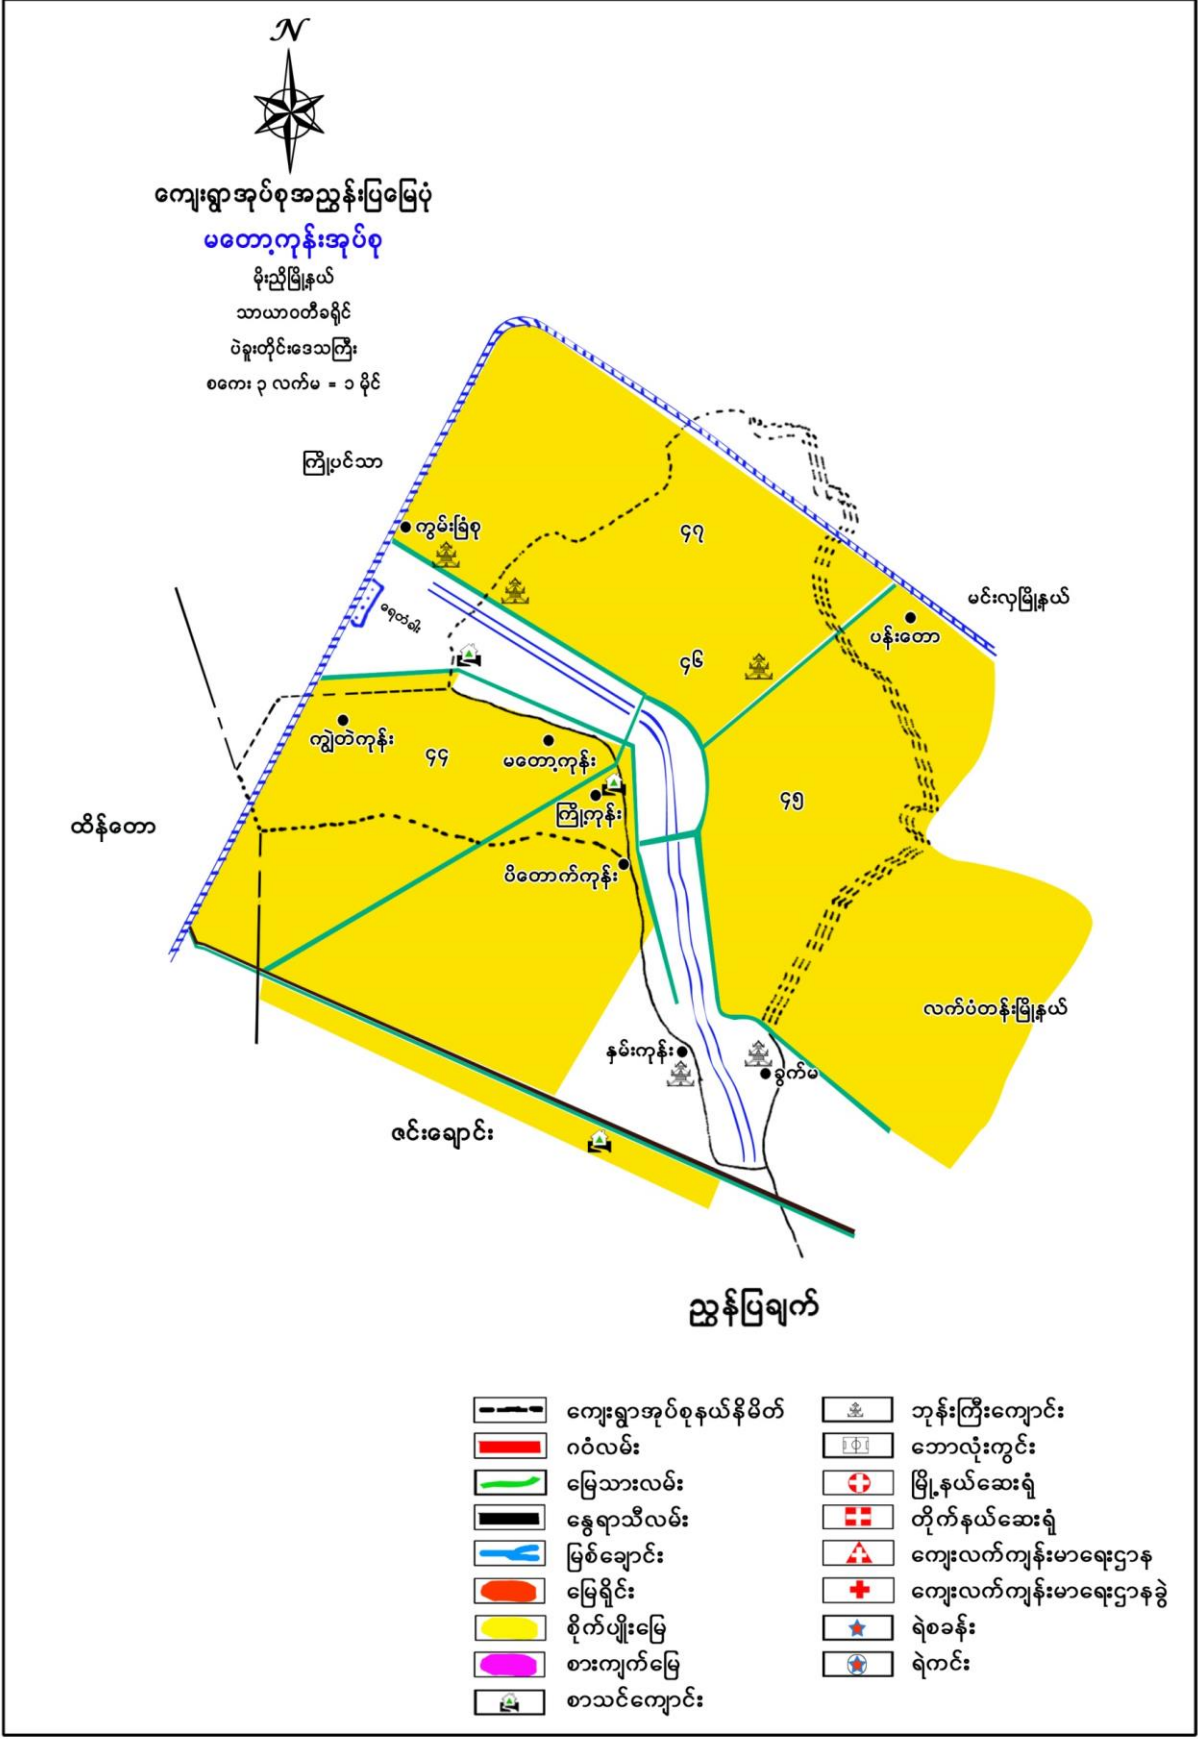 N
ကျေးရွာအုပ်စုအညွှန်းပြမြေပုံ
မတော့ကုန်းအုပ်စု
မိုးညိုမြို့နယ်
သာယာဝတီခရိုင်
ပဲခူးတိုင်းဒေသကြီး
စကေး ၃ လက်မ = ၁ မိုင်
ကြို့ပင်သာ
ကွမ်းခြံစု
၄၇
မင်းလှမြို့နယ်
ရေတံခါး
ပန်းတော
၄၆
ကျွဲတဲကုန်း
၄၄
မတော့ကုန်း
၄၅
ကြို့ကုန်း
ထိန်တော
ပိတောက်ကုန်း
လက်ပံတန်းမြို့နယ်
နှမ်းကုန်း
ခွက်မ
ဇင်းချောင်း
ညွှန်ပြချက်
ကျေးရွာအုပ်စုနယ်နိမိတ်
ဂဝံလမ်း
မြေသားလမ်း
နွေရာသီလမ်း
မြစ်ချောင်း
မြေရိုင်း
စိုက်ပျိုးမြေ
စားကျက်မြေ
စာသင်ကျောင်း
ဘုန်းကြီးကျောင်း
ဘောလုံးကွင်း
မြို့နယ်ဆေးရုံ
တိုက်နယ်ဆေးရုံ
ကျေးလက်ကျန်းမာရေးဌာန
ကျေးလက်ကျန်းမာရေးဌာနခွဲ
ရဲစခန်း
ရဲကင်း